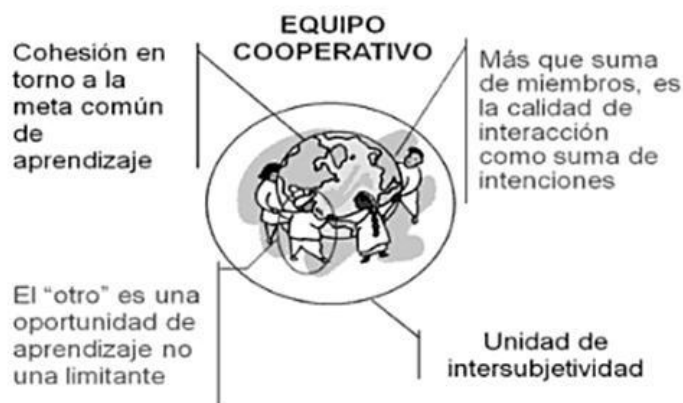 EQUIPO
COOPERATIVO
Cohesión en
torno a la
meta común
de
aprendizaje
Más que suma
de miembros, es
la calidad de
interacción
como suma de
intenciones
El “otro” es una
oportunidad de
aprendizaje no
una limitante
Unidad de
intersubjetividad